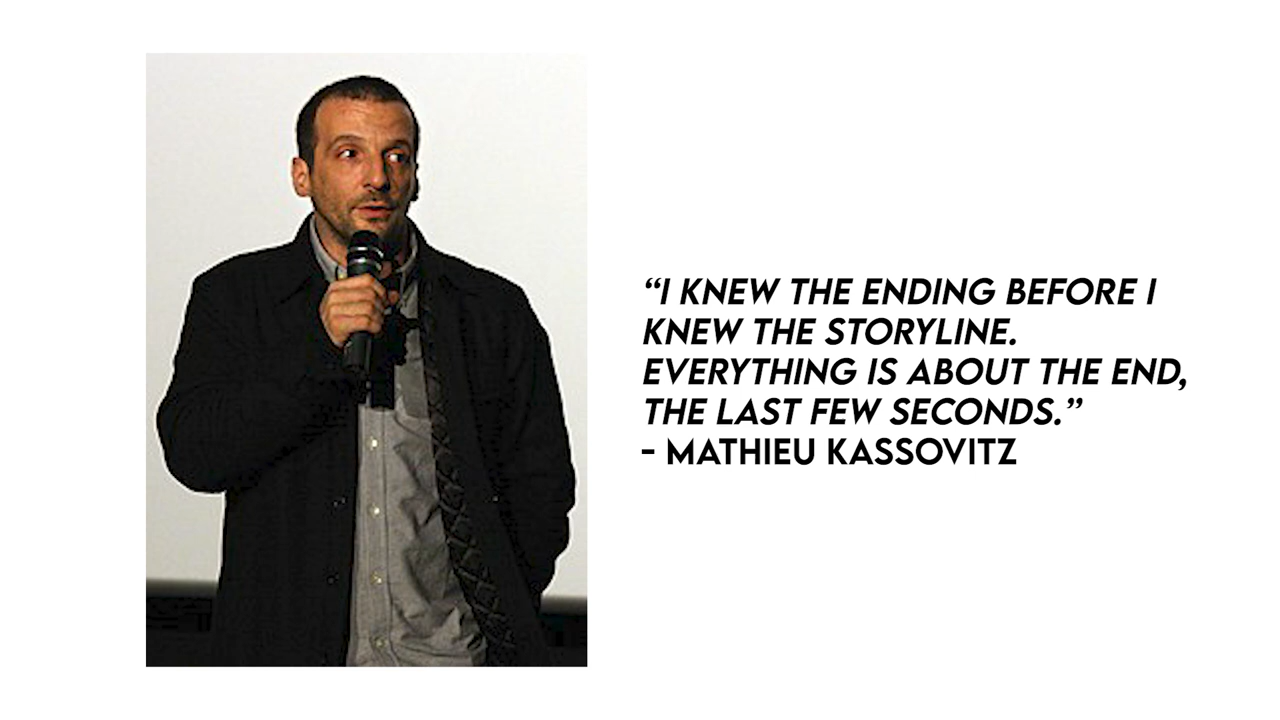 “I KNEW THE ENDING BEFORE I
KNEW THE STORYLINE.
EVERYTHING IS ABOUT THE END,
THE LAST FEW SECONDS.”
- MATHIEU KASSOVITZ